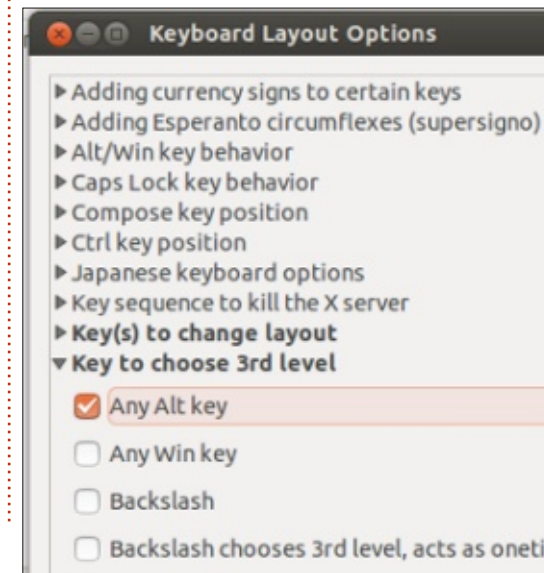 Keyboard Layout Options
Adding currency signs to certain keys
Adding Esperanto circumflexes (supersigno)
Alt/Win key behavior
Caps Lock key behavior
Compose key position
Ctrl key position
Japanese keyboard options
Key sequence to kill the X server
Key(s) to change layout
Key to choose 3rd level
Any Alt key
Any Win key
Backslash
Backslash chooses 3rd level, acts as